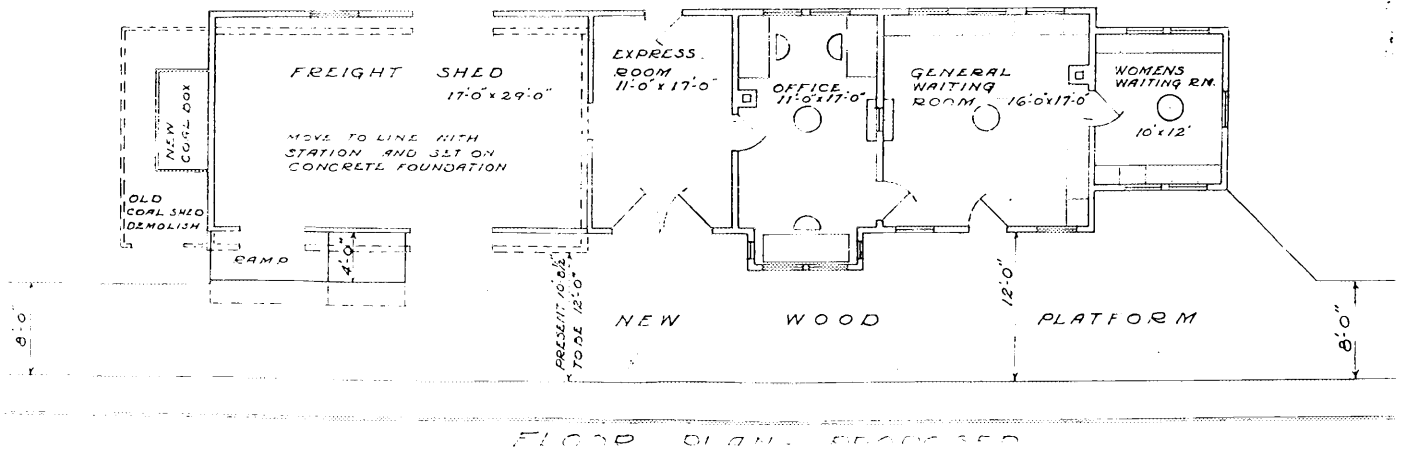 FREIGHT SHED
17'-0" x 29'-0"
MOVE TO LINE WITH
STATION AND SET ON
CONCRETE FOUNDATION
NEW
COAL BOX
OLD
COAL SHED
DEMOLISH
RAMP
4'-0"
EXPRESS
ROOM
11'-0" x 17'-0"
OFFICE
11'-0" x 17'-0"
GENERAL
WAITING
ROOM 16'-0 x 17'-0
WOMENS
WAITING RM.
10' x 12'
8'-0"
PRESENT 10'-8 1/2"
TO BE 12'-0"
NEW WOOD PLATFORM
12'-0"
8'-0"
FLOOR PLAN - PROPOSED